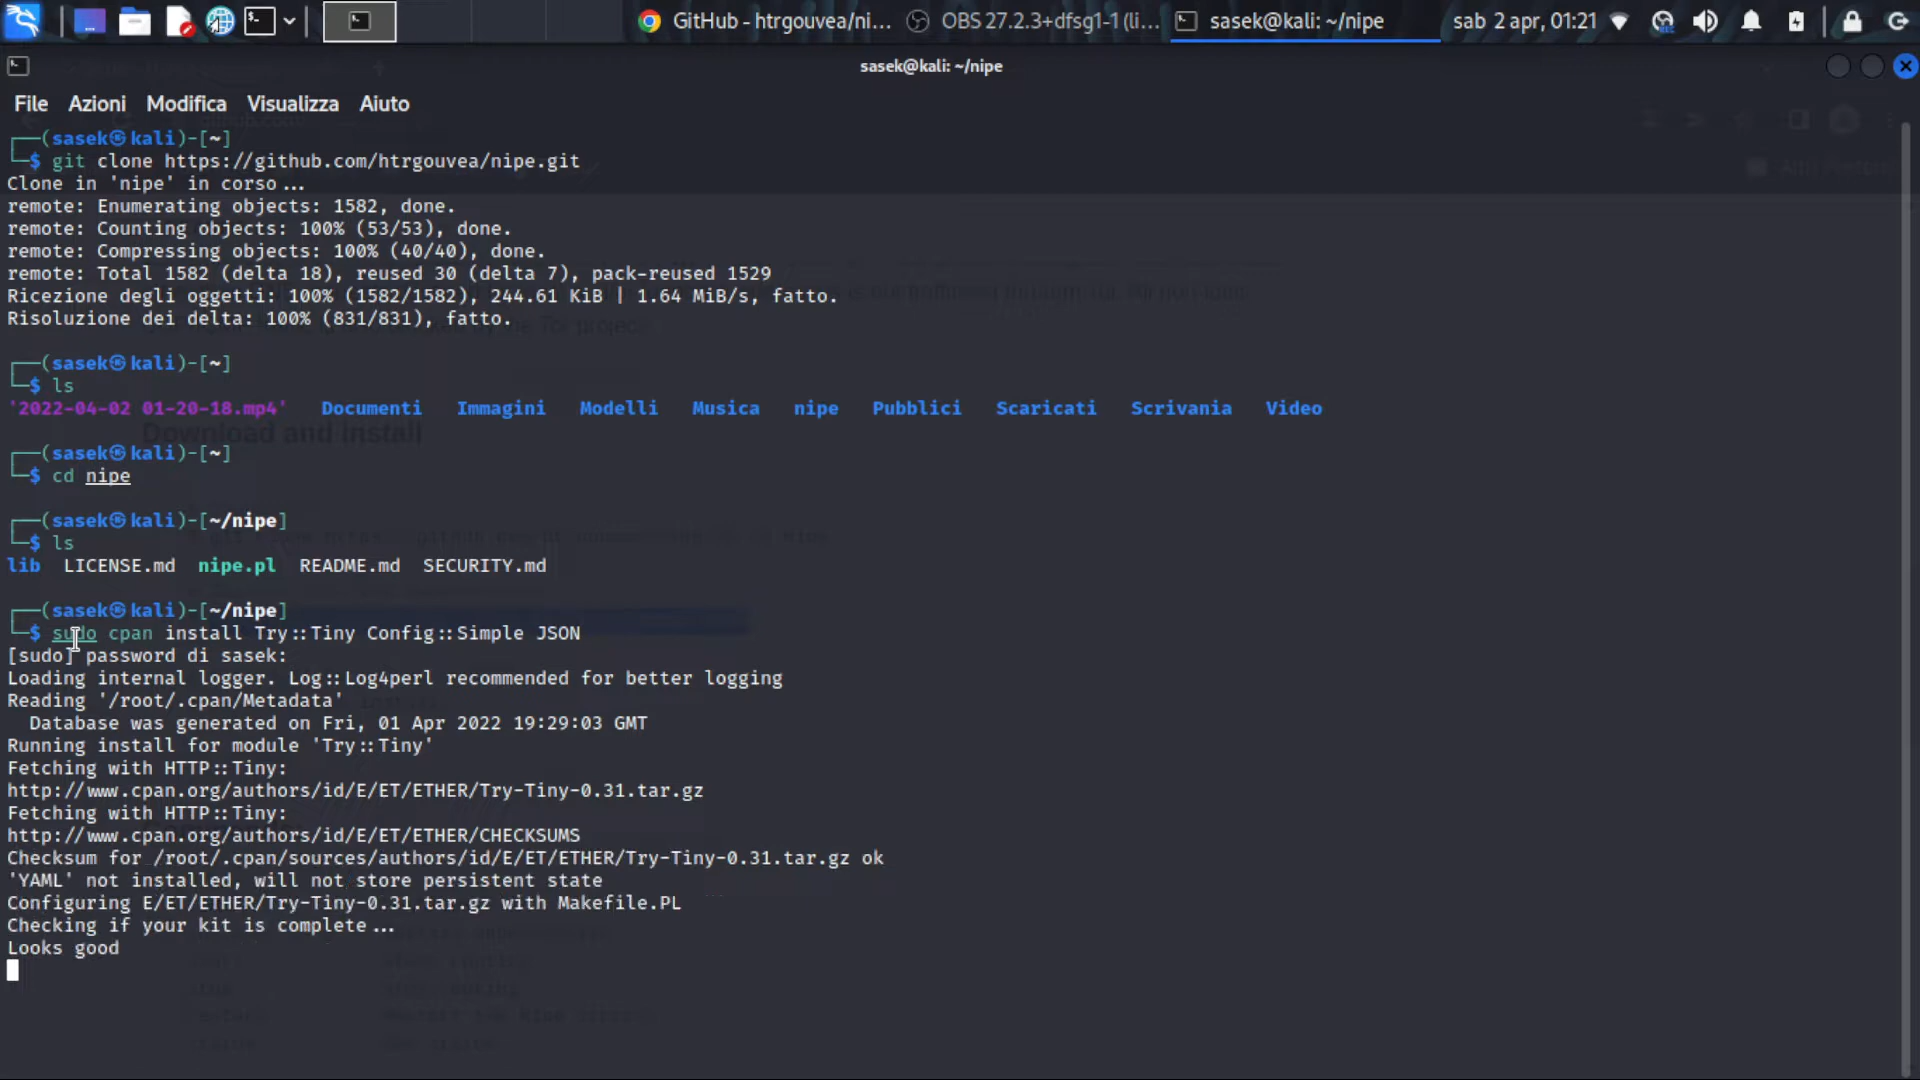 GitHub - htrgouvea/ni... OBS 27.2.3+dfsg1-1 (li... sasek@kali: ~/nipe sab 2 apr, 01:21
sasek@kali: ~/nipe
File Azioni Modifica Visualizza Aiuto
┌──(sasek㉿kali)-[~]
└─$ git clone https://github.com/htrgouvea/nipe.git
Clone in 'nipe' in corso...
remote: Enumerating objects: 1582, done.
remote: Counting objects: 100% (53/53), done.
remote: Compressing objects: 100% (40/40), done.
remote: Total 1582 (delta 18), reused 30 (delta 7), pack-reused 1529
Ricezione degli oggetti: 100% (1582/1582), 244.61 KiB | 1.64 MiB/s, fatto.
Risoluzione dei delta: 100% (831/831), fatto.
┌──(sasek㉿kali)-[~]
└─$ ls
'2022-04-02 01-20-18.mp4' Documenti Immagini Modelli Musica nipe Pubblici Scaricati Scrivania Video
Download and install
┌──(sasek㉿kali)-[~]
└─$ cd nipe
┌──(sasek㉿kali)-[~/nipe]
└─$ ls
lib LICENSE.md nipe.pl README.md SECURITY.md
┌──(sasek㉿kali)-[~/nipe]
└─$ sudo cpan install Try::Tiny Config::Simple JSON
[sudo] password di sasek:
Loading internal logger. Log::Log4perl recommended for better logging
Reading '/root/.cpan/Metadata'
Database was generated on Fri, 01 Apr 2022 19:29:03 GMT
Running install for module 'Try::Tiny'
Fetching with HTTP::Tiny:
http://www.cpan.org/authors/id/E/ET/ETHER/Try-Tiny-0.31.tar.gz
Fetching with HTTP::Tiny:
http://www.cpan.org/authors/id/E/ET/ETHER/CHECKSUMS
Checksum for /root/.cpan/sources/authors/id/E/ET/ETHER/Try-Tiny-0.31.tar.gz ok
'YAML' not installed, will not store persistent state
Configuring E/ET/ETHER/Try-Tiny-0.31.tar.gz with Makefile.PL
Checking if your kit is complete...
Looks good